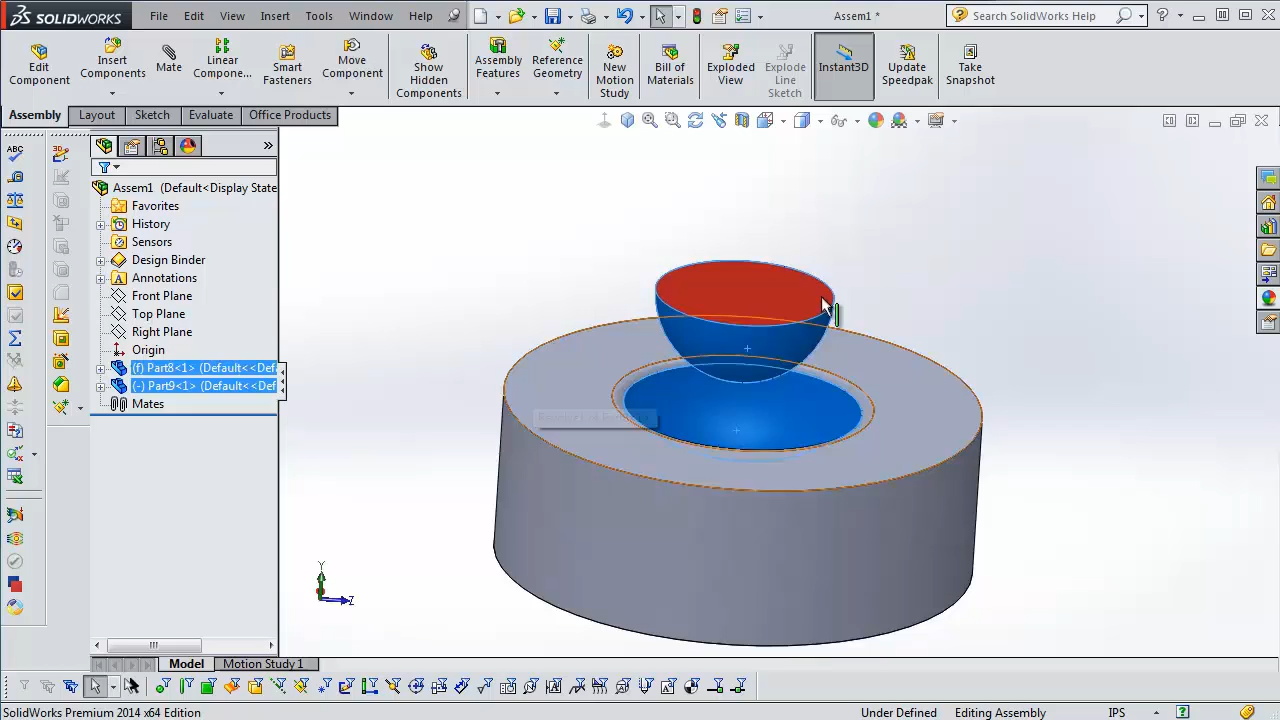 SOLIDWORKS File Edit View Insert Tools Window Help Assem1 * Search SolidWorks Help
Edit Component
Insert Components
Mate
Linear Compone...
Smart Fasteners
Move Component
Show Hidden Components
Assembly Features
Reference Geometry
New Motion Study
Bill of Materials
Exploded View
Explode Line Sketch
Instant3D
Update Speedpak
Take Snapshot
Assembly Layout Sketch Evaluate Office Products
Assem1 (Default<Display State
Favorites
History
Sensors
Design Binder
Annotations
Front Plane
Top Plane
Right Plane
Origin
(f) Part8<1> (Default<<Def
(-) Part9<1> (Default<<Def
Mates
Y
Z
Model Motion Study 1
SolidWorks Premium 2014 x64 Edition Under Defined Editing Assembly IPS